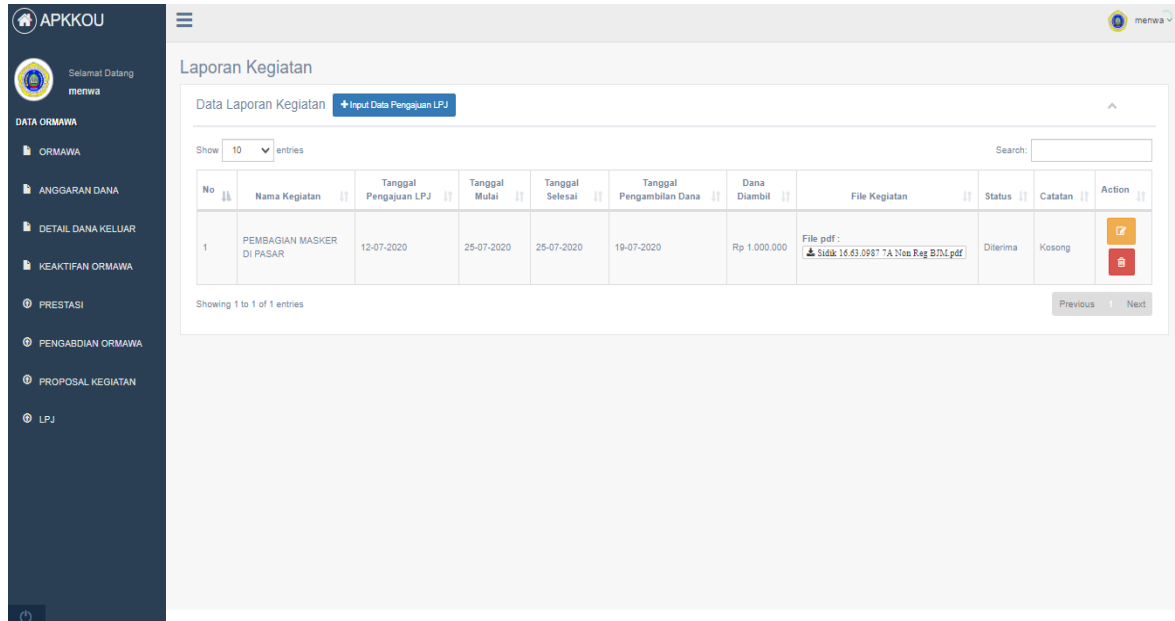 APKKOU
menwa
Selamat Datang
menwa
DATA ORMAWA
ORMAWA
ANGGARAN DANA
DETAIL DANA KELUAR
KEAKTIFAN ORMAWA
PRESTASI
PENGABDIAN ORMAWA
PROPOSAL KEGIATAN
LPJ
Laporan Kegiatan
Data Laporan Kegiatan +Input Data Pengajuan LPJ
Show 10 entries
Search:
No Nama Kegiatan Tanggal Pengajuan LPJ Tanggal Mulai Tanggal Selesai Tanggal Pengambilan Dana Dana Diambil File Kegiatan Status Catatan Action
1 PEMBAGIAN MASKER DI PASAR 12-07-2020 25-07-2020 25-07-2020 19-07-2020 Rp 1.000.000 File pdf : Sidik 16.63.0987 7A Non Reg BJM.pdf Diterima Kosong
Showing 1 to 1 of 1 entries
Previous 1 Next